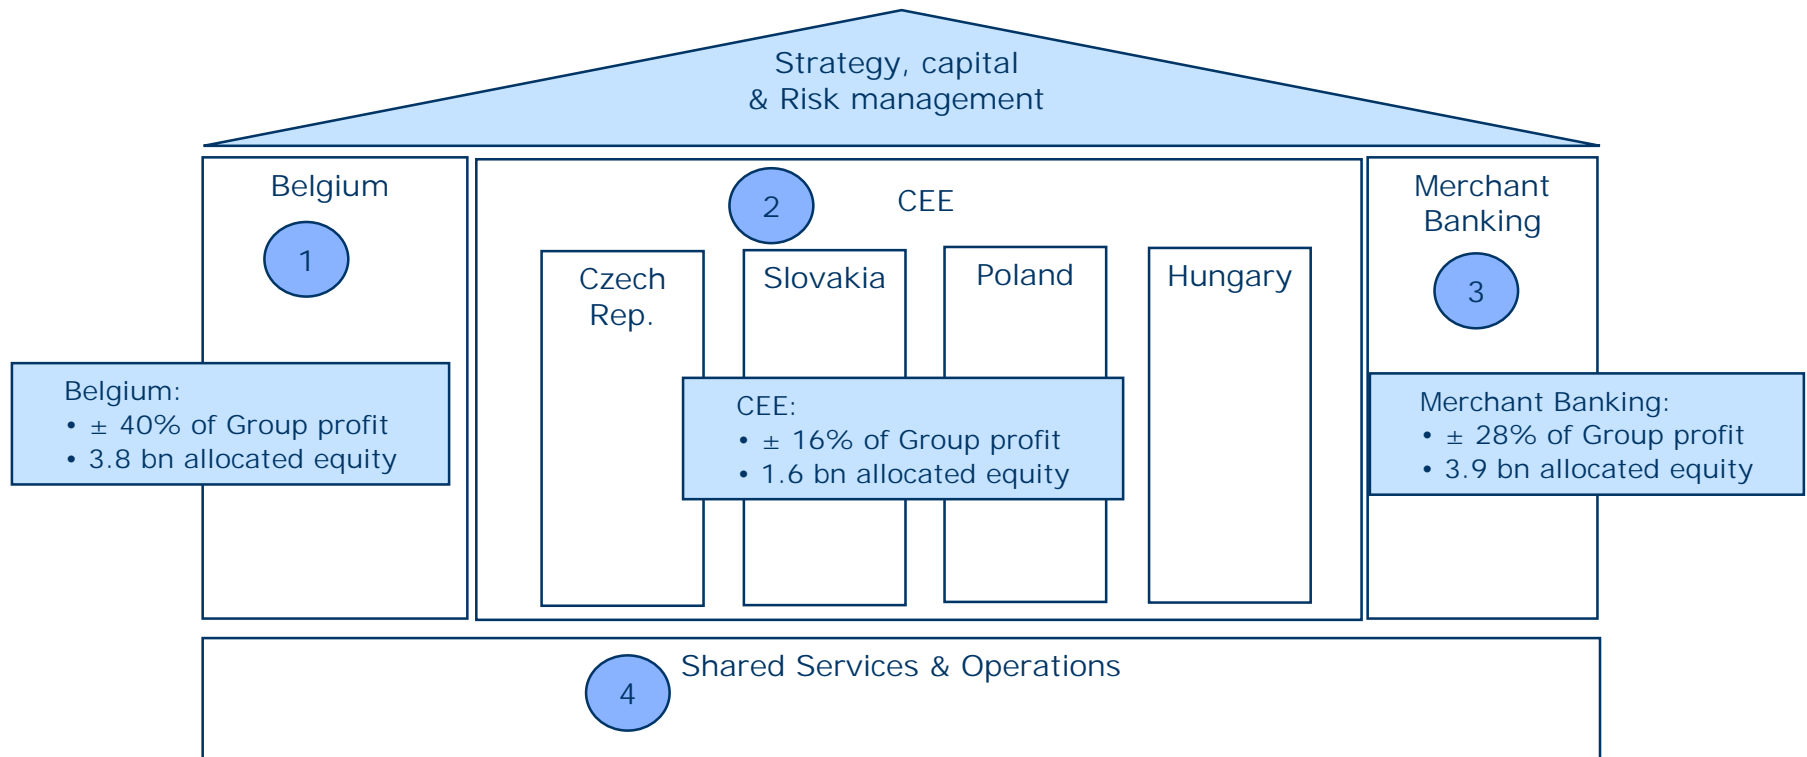 Strategy, capital
& Risk management
Belgium
1
2
CEE
Merchant
Banking
3
Czech
Rep.
Slovakia
Poland
Hungary
Belgium:
• ± 40% of Group profit
• 3.8 bn allocated equity
CEE:
• ± 16% of Group profit
• 1.6 bn allocated equity
Merchant Banking:
• ± 28% of Group profit
• 3.9 bn allocated equity
Shared Services & Operations
4